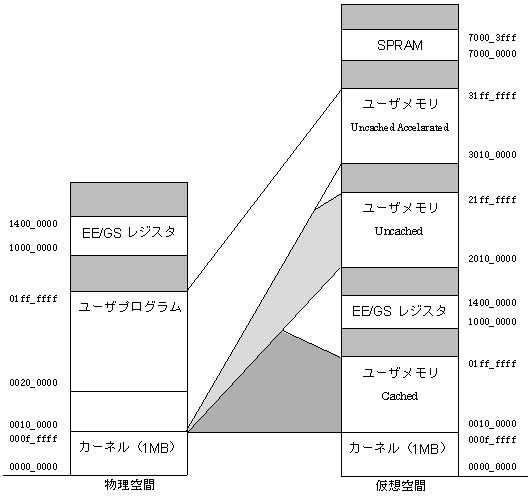 7000_3fff
SPRAM
7000_0000
31ff_ffff
ユーザメモリ
Uncached Accelarated
3010_0000
21ff_ffff
ユーザメモリ
Uncached
2010_0000
1400_0000
EE/GS レジスタ
1000_0000
01ff_ffff
ユーザメモリ
Cached
0010_0000
000f_ffff
カーネル（1MB）
0000_0000
仮想空間
1400_0000
EE/GS レジスタ
1000_0000
01ff_ffff
ユーザプログラム
0020_0000
0010_0000
000f_ffff
カーネル（1MB）
0000_0000
物理空間